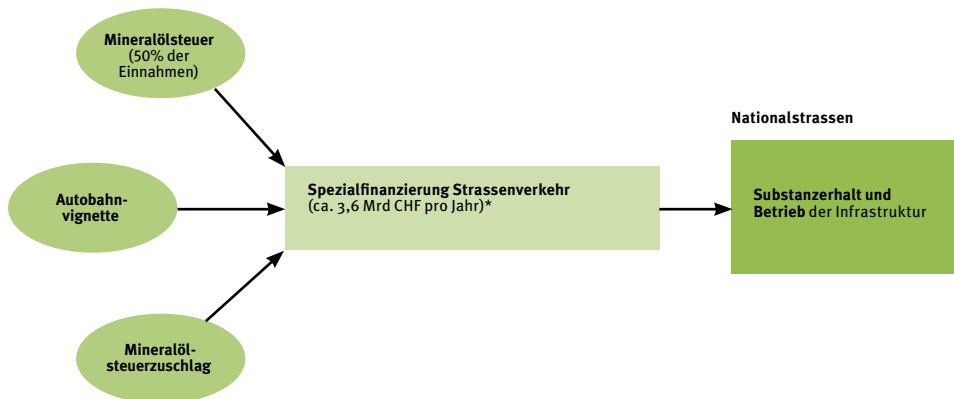 Mineralölsteuer
(50% der
Einnahmen)
Autobahn-
vignette
Mineralöl-
steuerzuschlag
Spezialfinanzierung Strassenverkehr
(ca. 3,6 Mrd CHF pro Jahr)*
Nationalstrassen
Substanzerhalt und
Betrieb der Infrastruktur